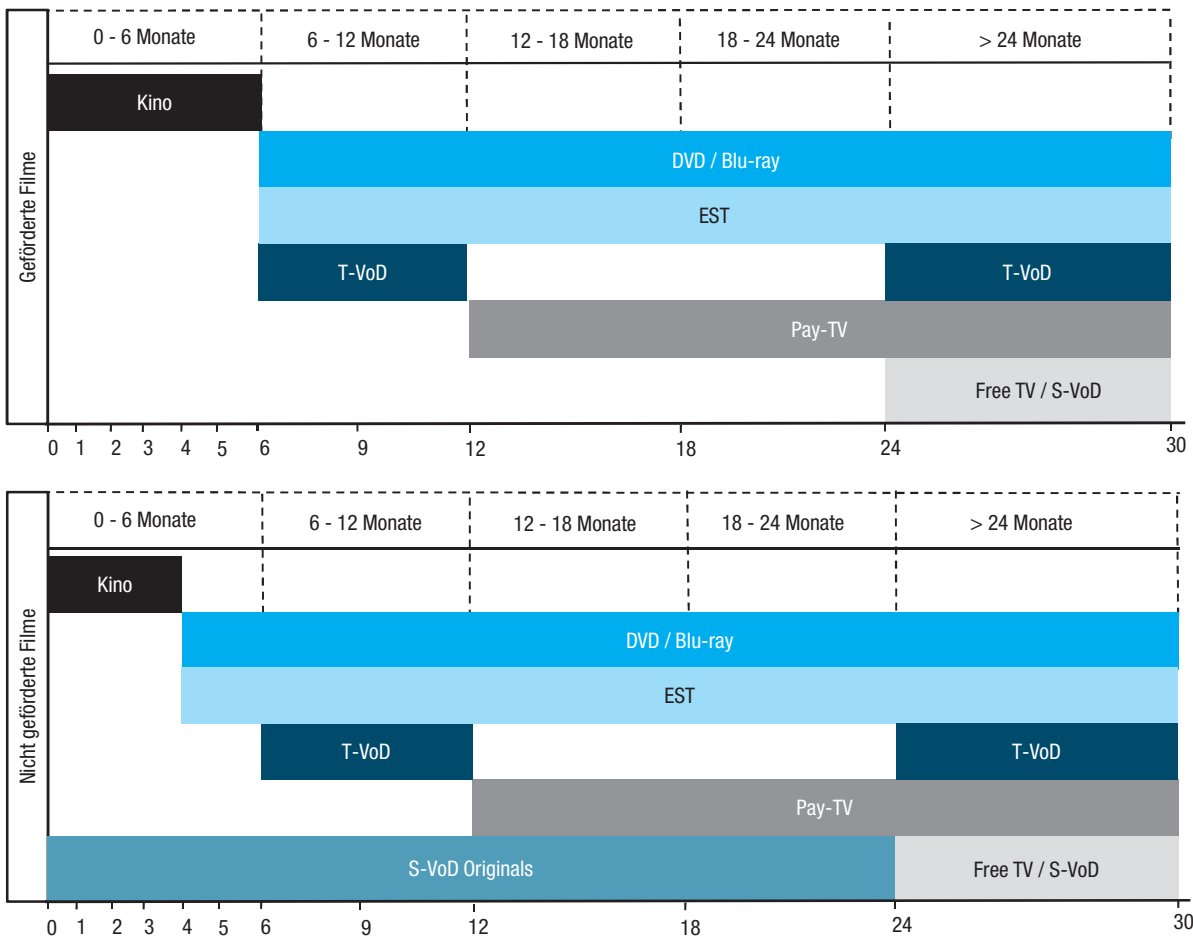 0 - 6 Monate 6 - 12 Monate 12 - 18 Monate 18 - 24 Monate > 24 Monate
Geförderte Filme
Kino
DVD / Blu-ray
EST
T-VoD T-VoD
Pay-TV
Free TV / S-VoD
0 1 2 3 4 5 6 9 12 18 24 30
0 - 6 Monate 6 - 12 Monate 12 - 18 Monate 18 - 24 Monate > 24 Monate
Nicht geförderte Filme
Kino
DVD / Blu-ray
EST
T-VoD T-VoD
Pay-TV
S-VoD Originals Free TV / S-VoD
0 1 2 3 4 5 6 9 12 18 24 30